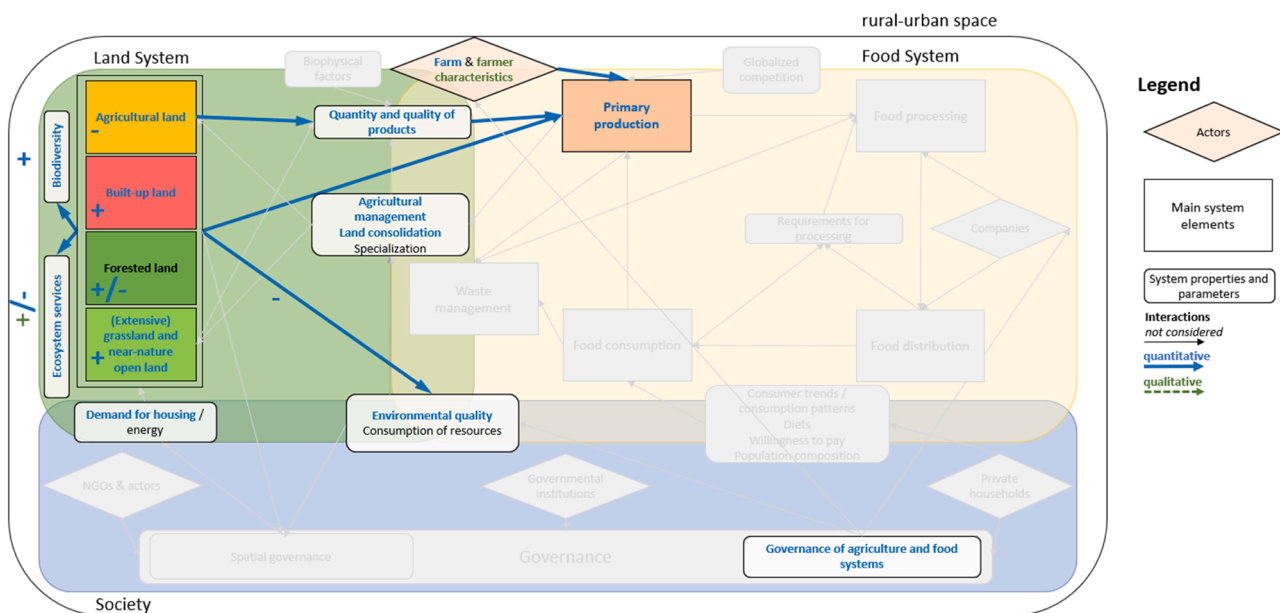 rural-urban space
Land System
Food System
Biophysical
factors
Farm & farmer
characteristics
Globalized
competition
Agricultural land
-
Quantity and quality of
products
Primary
production
Food processing
Biodiversity
+
Built-up land
+
Agricultural
management
Land consolidation
Specialization
Requirements for
processing
Companies
Forested land
+/-
Waste
management
-
Ecosystem services
-
/
+
(Extensive)
grassland and
near-nature
open land
+
Food consumption
Food distribution
Demand for housing /
energy
Environmental quality
Consumption of resources
Consumer trends /
consumption patterns
Diets
Willingness to pay
Population composition
NGOs & actors
Governmental
institutions
Private
households
Spatial governance
Governance
Governance of agriculture and food
systems
Society
Legend
Actors
Main system
elements
System properties and
parameters
Interactions
not considered
quantitative
qualitative